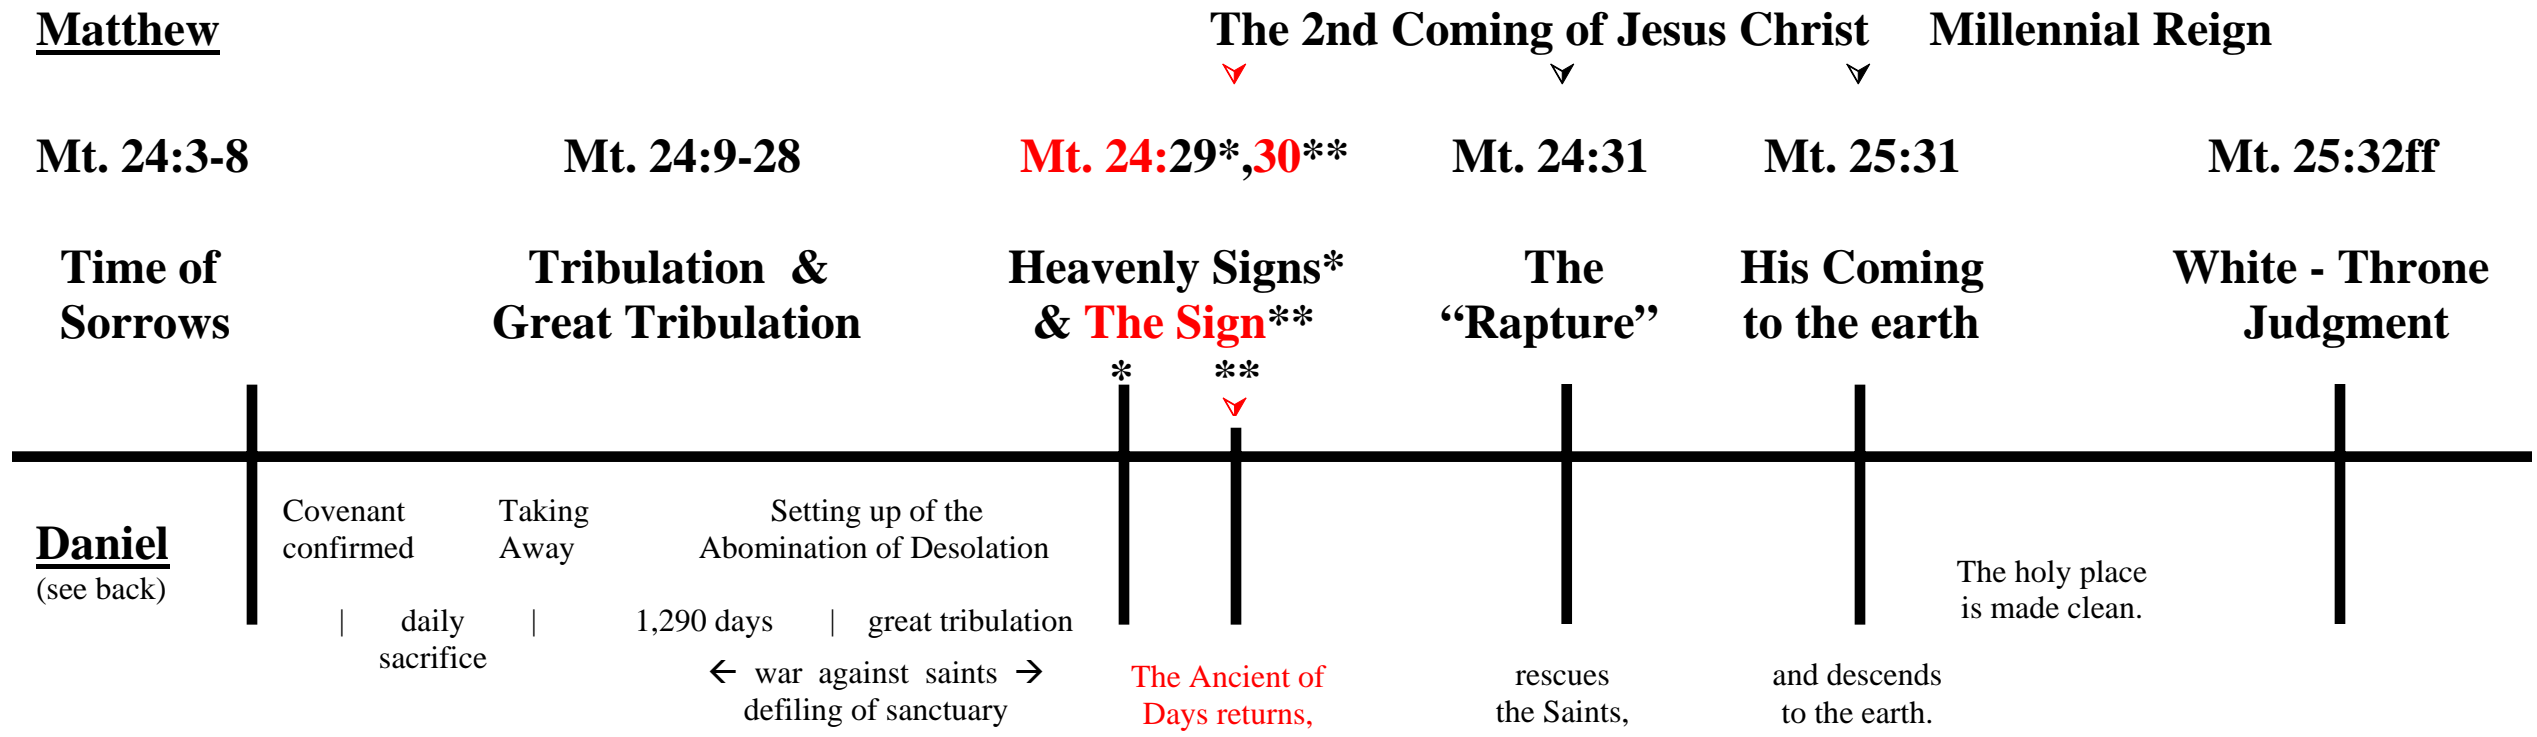 Matthew The 2nd Coming of Jesus Christ Millennial Reign
Mt. 24:3-8 Mt. 24:9-28 Mt. 24:29*,30** Mt. 24:31 Mt. 25:31 Mt. 25:32ff
Time of Tribulation & Heavenly Signs* The His Coming White - Throne
Sorrows Great Tribulation & The Sign** “Rapture” to the earth Judgment
* **
Covenant Taking Setting up of the
Daniel confirmed Away Abomination of Desolation
(see back) The holy place
is made clean.
| daily | 1,290 days | great tribulation
sacrifice
← war against saints → The Ancient of rescues and descends
defiling of sanctuary Days returns, the Saints, to the earth.